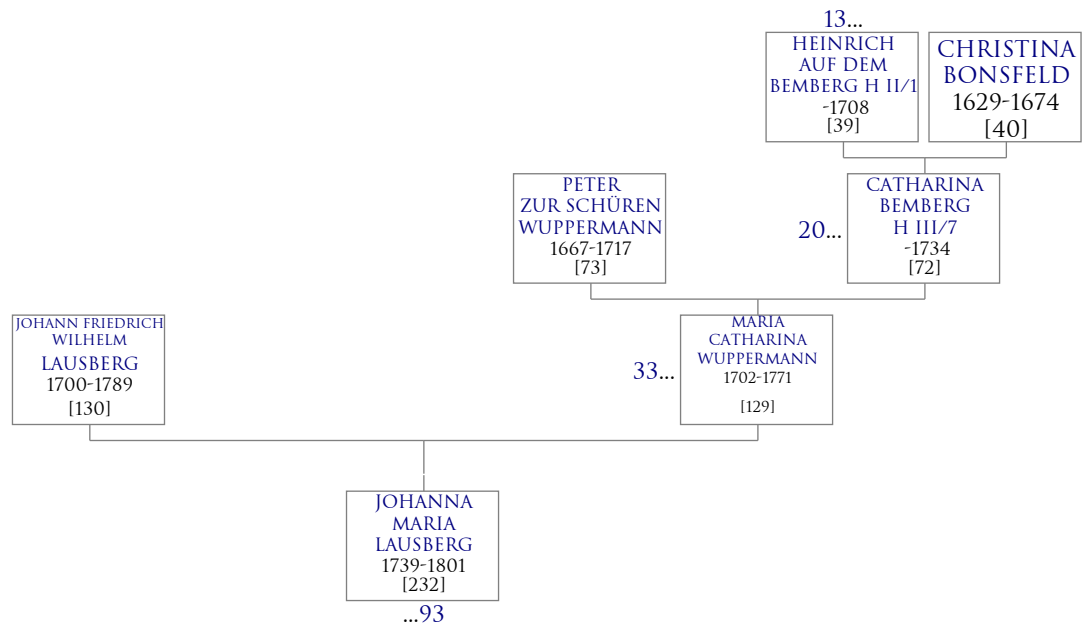 13...
HEINRICH
AUF DEM
BEMBERG H II/1
-1708
[39]
CHRISTINA
BONSFELD
1629-1674
[40]
PETER
ZUR SCHÜREN
WUPPERMANN
1667-1717
[73]
20...
CATHARINA
BEMBERG
H III/7
-1734
[72]
JOHANN FRIEDRICH
WILHELM
LAUSBERG
1700-1789
[130]
33...
MARIA
CATHARINA
WUPPERMANN
1702-1771
[129]
JOHANNA
MARIA
LAUSBERG
1739-1801
[232]
...93